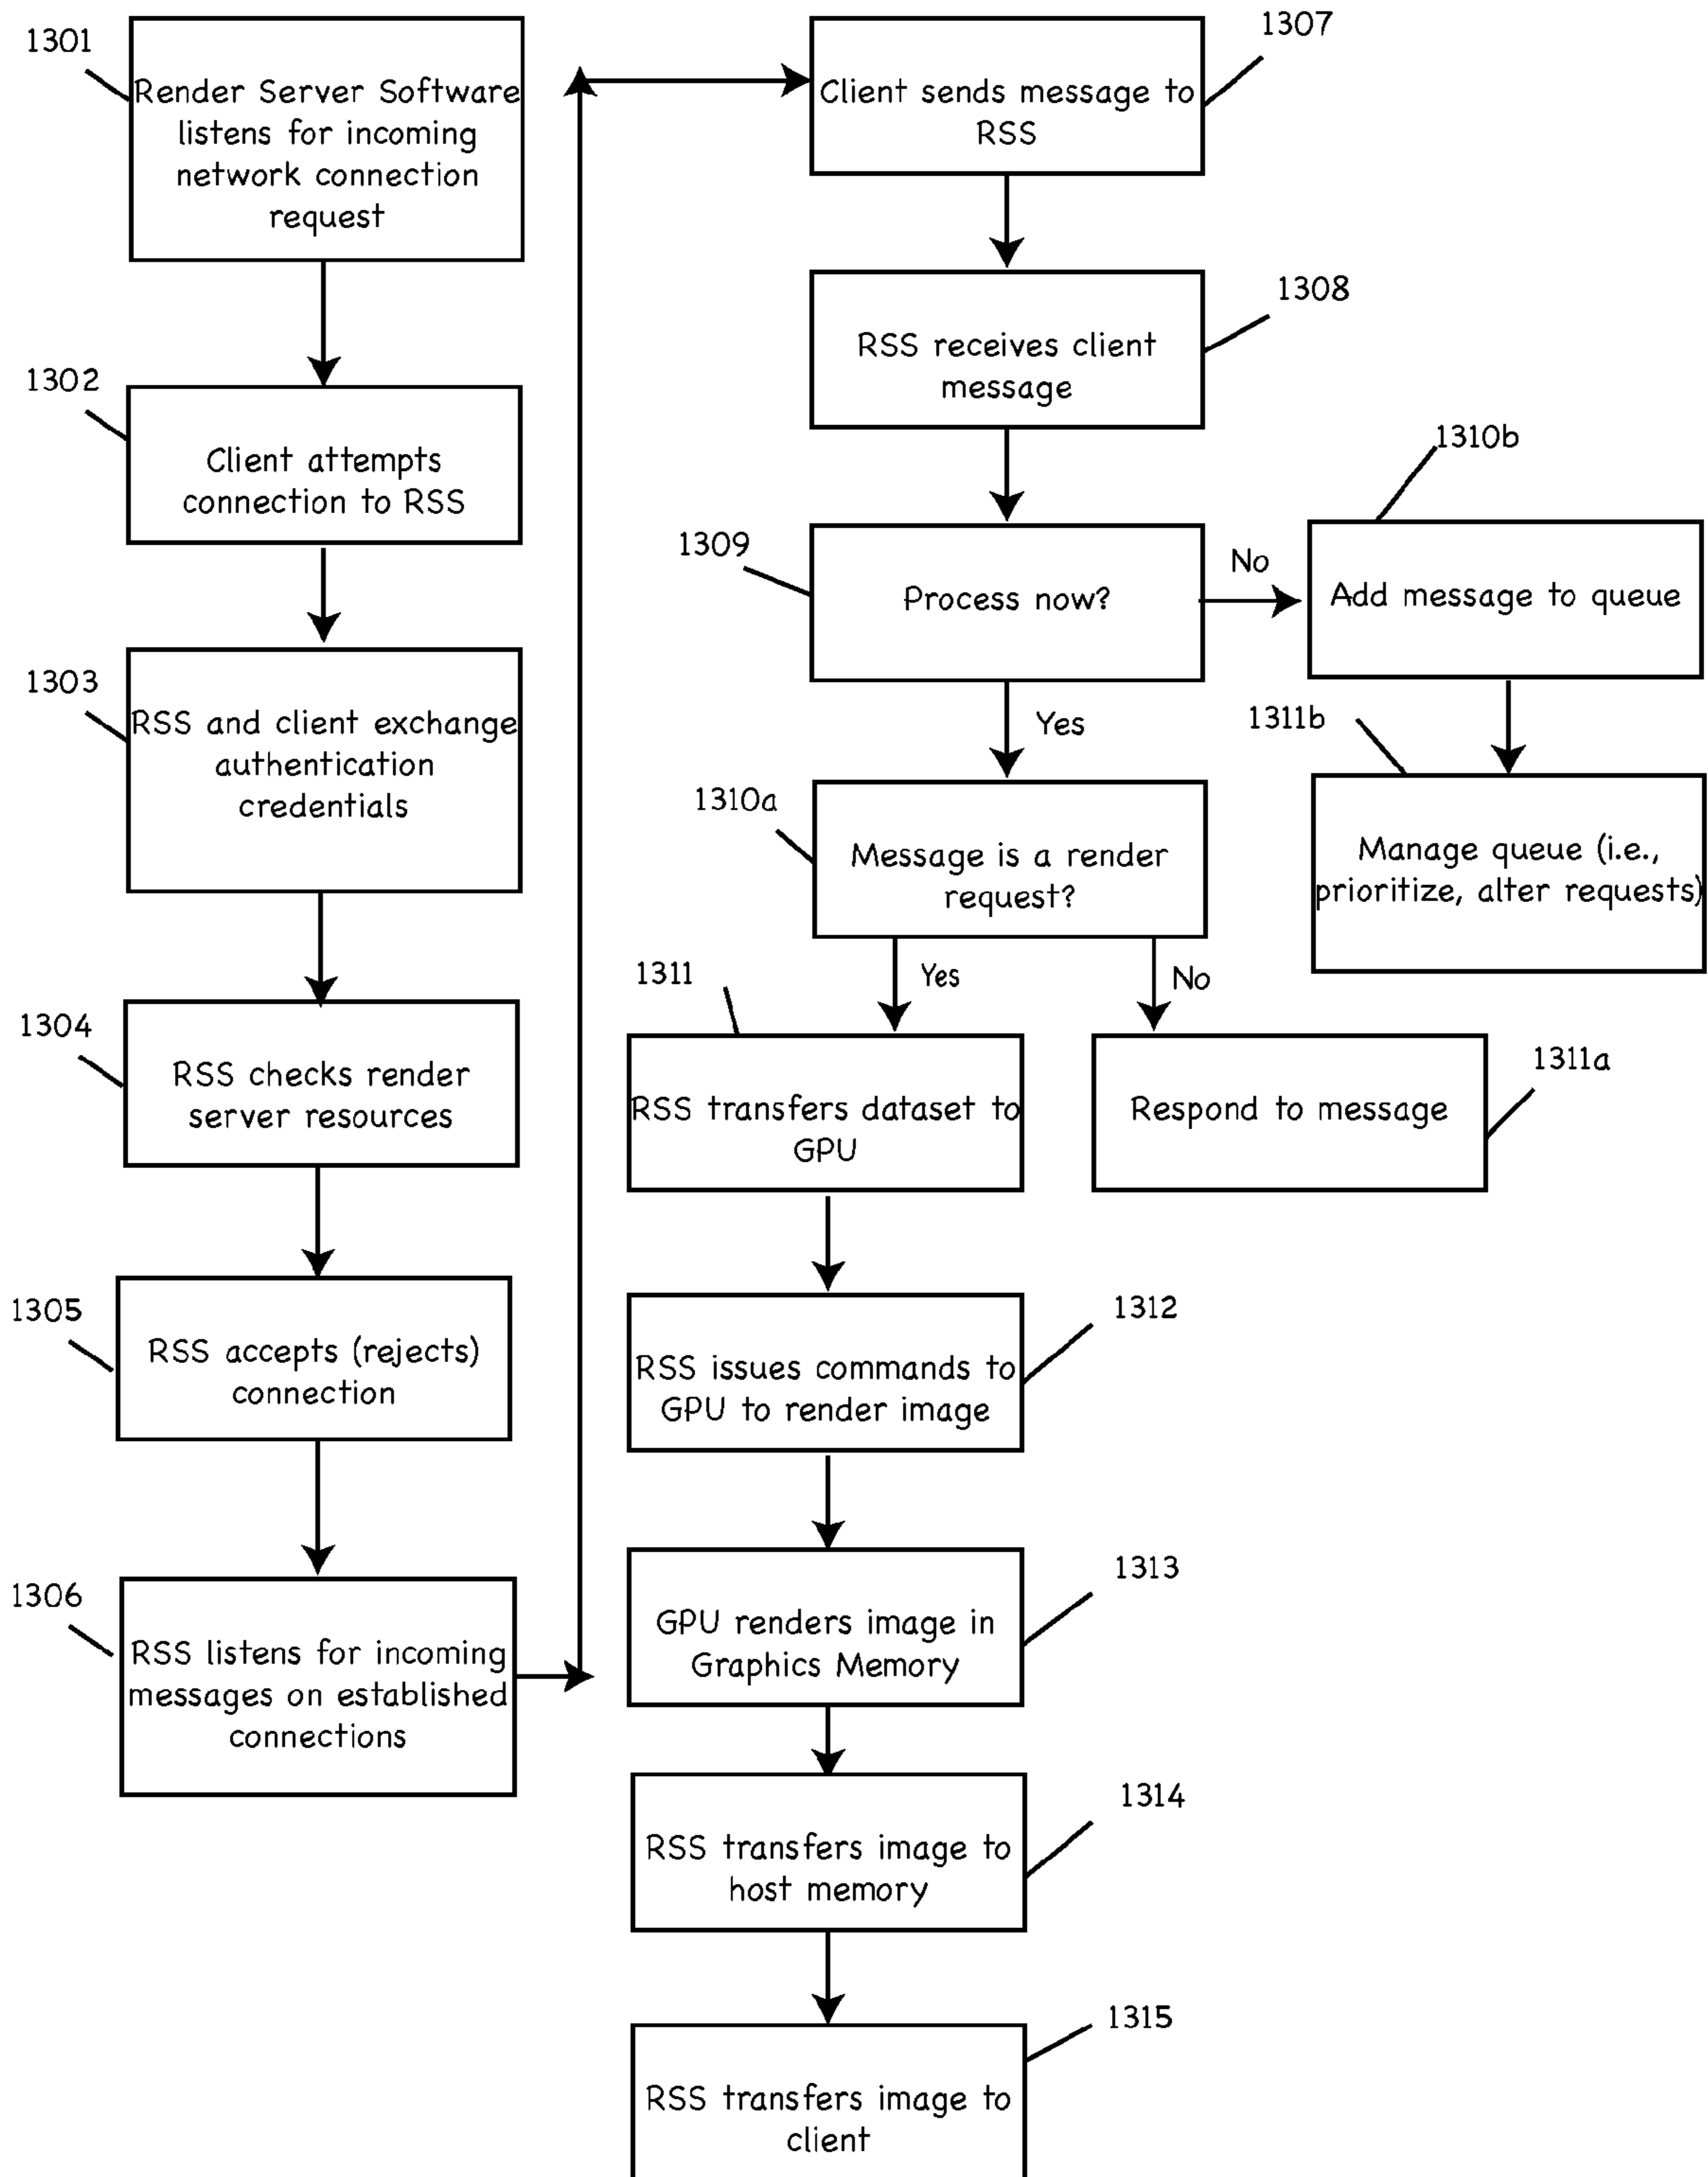 1301
Render Server Software
listens for incoming
network connection
request
1302
Client attempts
connection to RSS
1303
RSS and client exchange
authentication
credentials
1304
RSS checks render
server resources
1305
RSS accepts (rejects)
connection
1306
RSS listens for incoming
messages on established
connections
1307
Client sends message to
RSS
1308
RSS receives client
message
1309
Process now?
No
1310b
Add message to queue
1311b
Manage queue (i.e.,
prioritize, alter requests)
Yes
1310a
Message is a render
request?
Yes
No
1311
RSS transfers dataset to
GPU
1311a
Respond to message
1312
RSS issues commands to
GPU to render image
1313
GPU renders image in
Graphics Memory
1314
RSS transfers image to
host memory
1315
RSS transfers image to
client